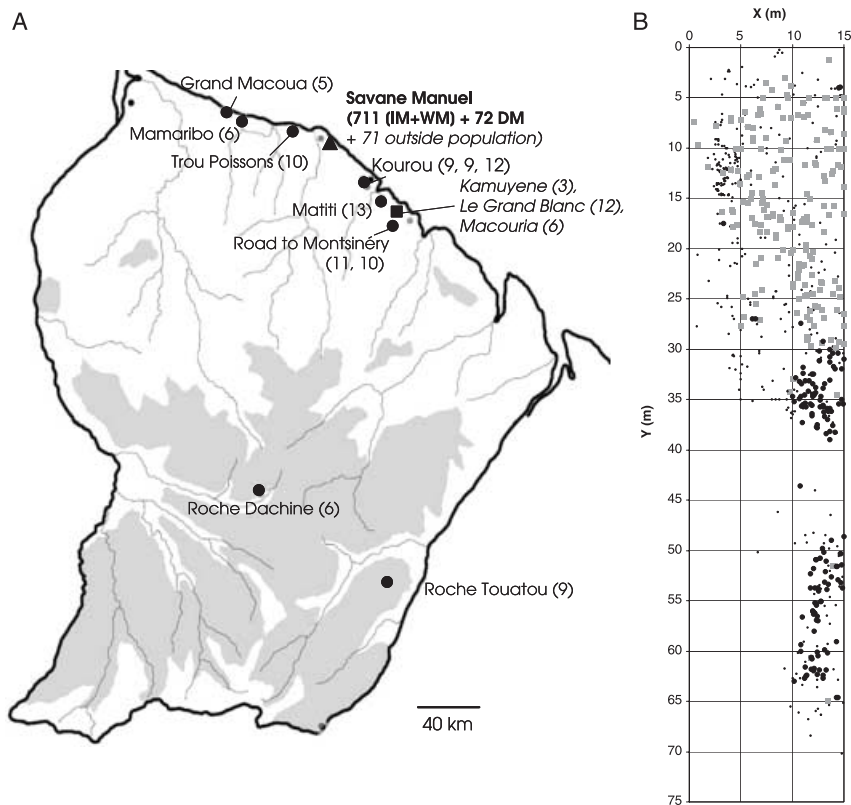 A
Grand Macoua (5)
Mamaribo (6)
Trou Poissons (10)
Savane Manuel
(711 (IM+WM) + 72 DM
+ 71 outside population)
Kourou (9, 9, 12)
Matiti (13)
Kamuyene (3),
Le Grand Blanc (12),
Macouria (6)
Road to Montsinéry
(11, 10)
Roche Dachine (6)
Roche Touatou (9)
40 km
B
X (m)
0 5 10 15
Y (m)
0
5
10
15
20
25
30
35
40
45
50
55
60
65
70
75